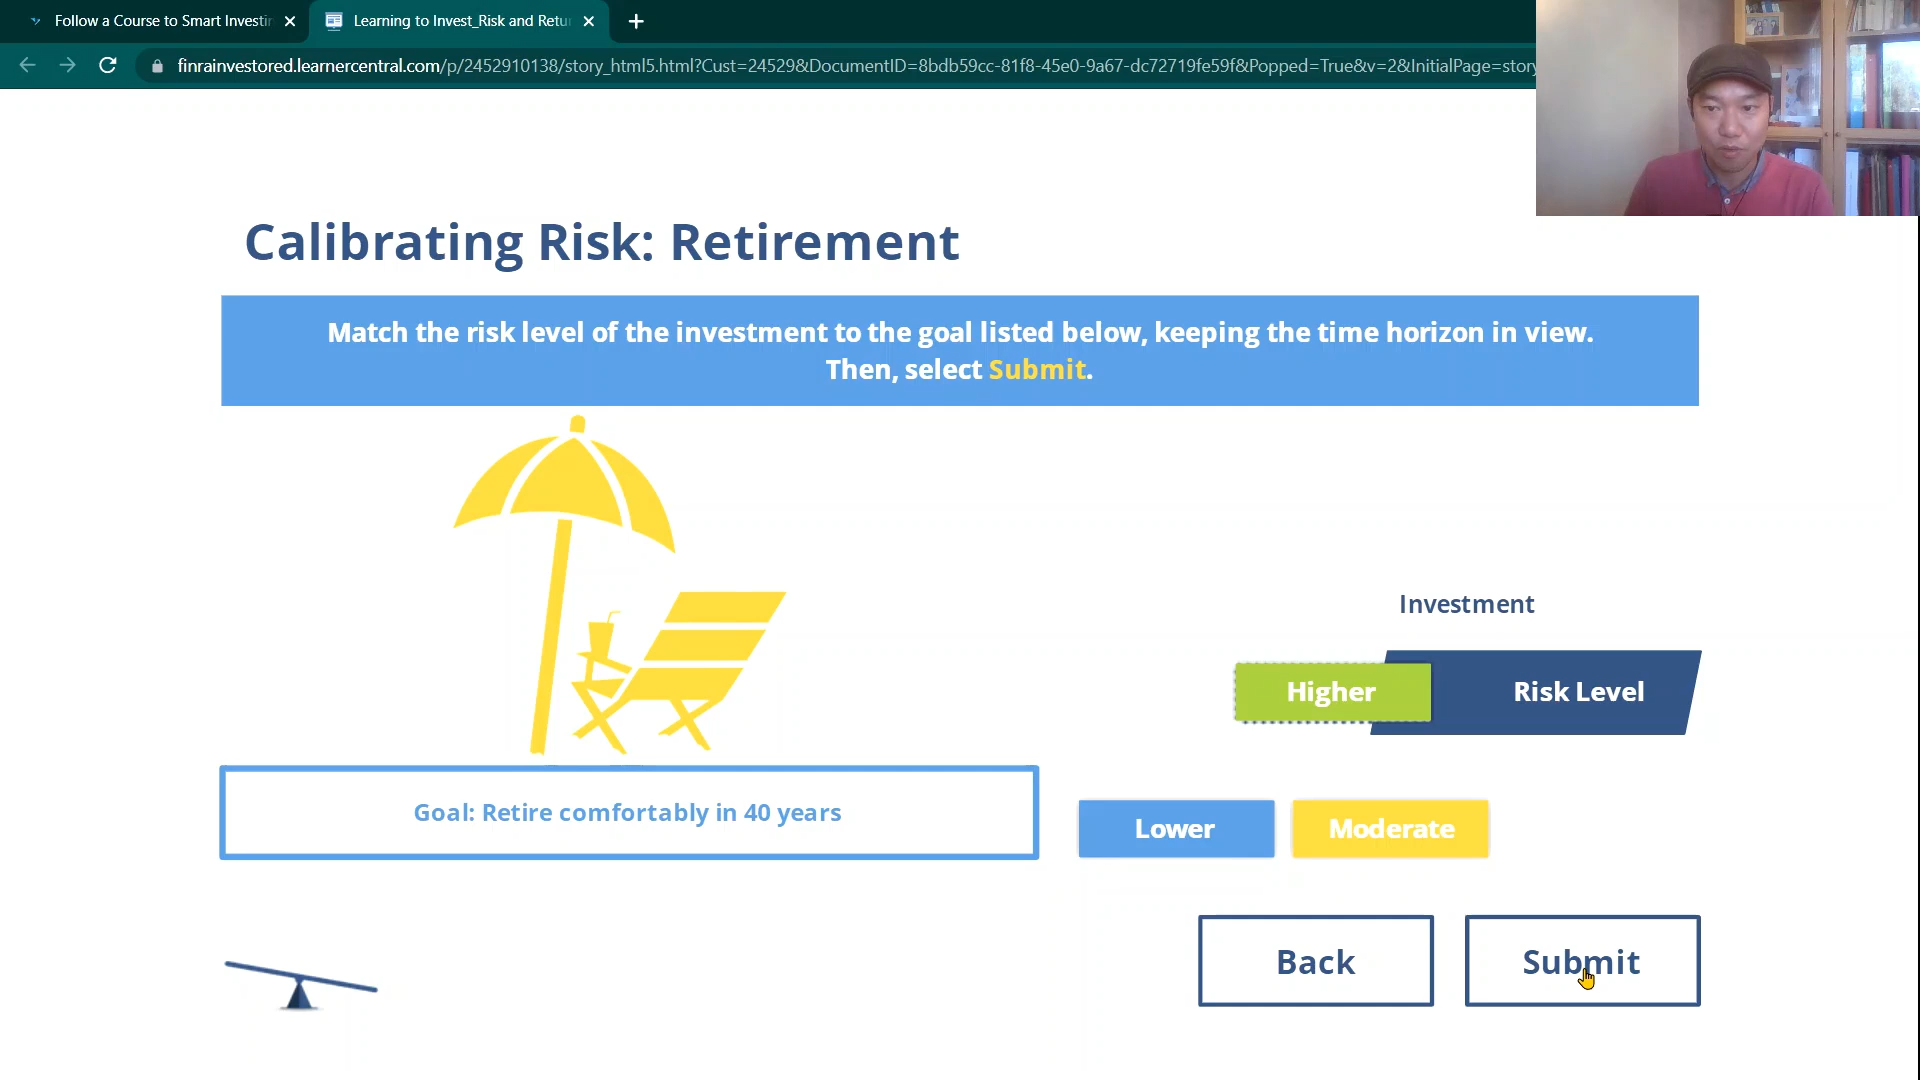 Follow a Course to Smart Investin
Learning to Invest_Risk and Retu
finrainvestored.learnercentral.com/p/2452910138/story_html5.html?Cust=24529&DocumentID=8bdb59cc-81f8-45e0-9a67-dc72719fe59f&Popped=True&v=2&InitialPage=story
Calibrating Risk: Retirement
Match the risk level of the investment to the goal listed below, keeping the time horizon in view.
Then, select Submit.
Investment
Higher
Risk Level
Goal: Retire comfortably in 40 years
Lower
Moderate
Back
Submit